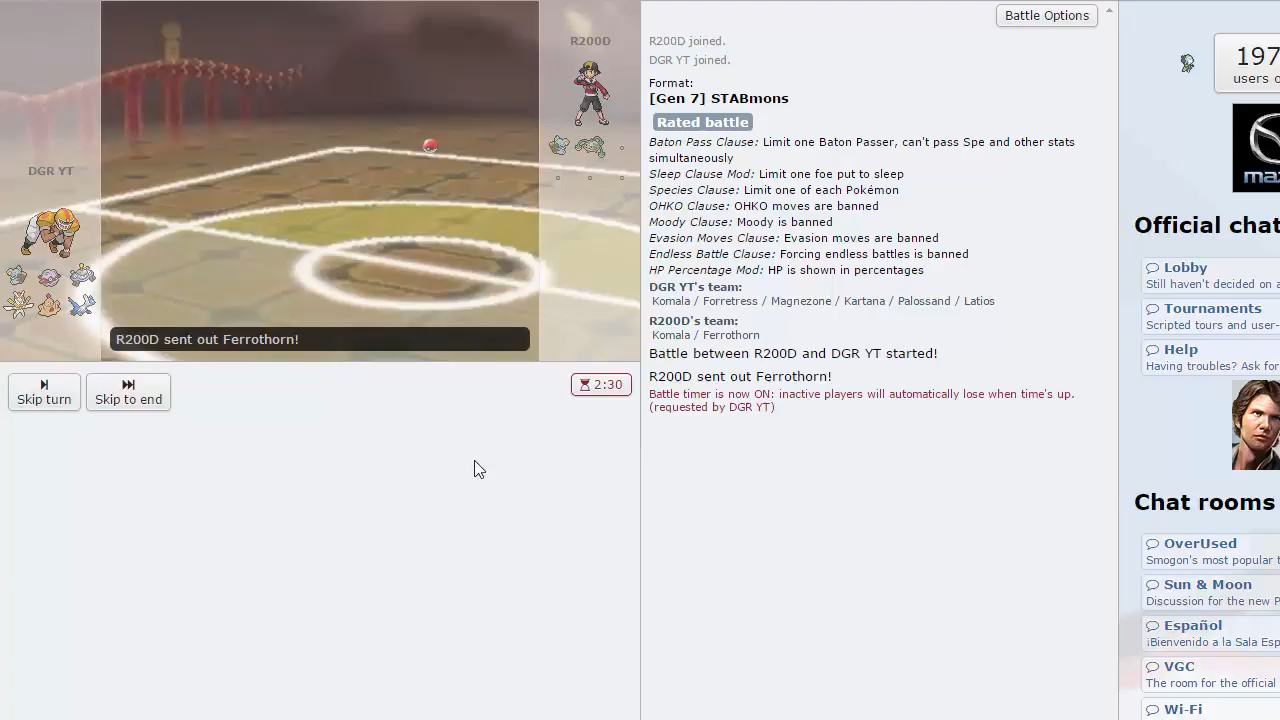 R200D
DGR YT
R200D sent out Ferrothorn!
Skip turn
Skip to end
2:30
Battle Options
R200D joined.
DGR YT joined.
Format:
[Gen 7] STABmons
Rated battle
Baton Pass Clause: Limit one Baton Passer, can't pass Spe and other stats
simultaneously
Sleep Clause Mod: Limit one foe put to sleep
Species Clause: Limit one of each Pokémon
OHKO Clause: OHKO moves are banned
Moody Clause: Moody is banned
Evasion Moves Clause: Evasion moves are banned
Endless Battle Clause: Forcing endless battles is banned
HP Percentage Mod: HP is shown in percentages
DGR YT's team:
Komala / Forretress / Magnezone / Kartana / Palossand / Latios
R200D's team:
Komala / Ferrothorn
Battle between R200D and DGR YT started!
R200D sent out Ferrothorn!
Battle timer is now ON: inactive players will automatically lose when time's up.
(requested by DGR YT)
197
users o
ma
Official chat
Lobby
Still haven't decided on a
Tournaments
Scripted tours and user-
Help
Having troubles? Ask for
Chat rooms
OverUsed
Smogon's most popular t
Sun & Moon
Discussion for the new P
Español
¡Bienvenido a la Sala Esp
VGC
The room for the official
Wi-Fi